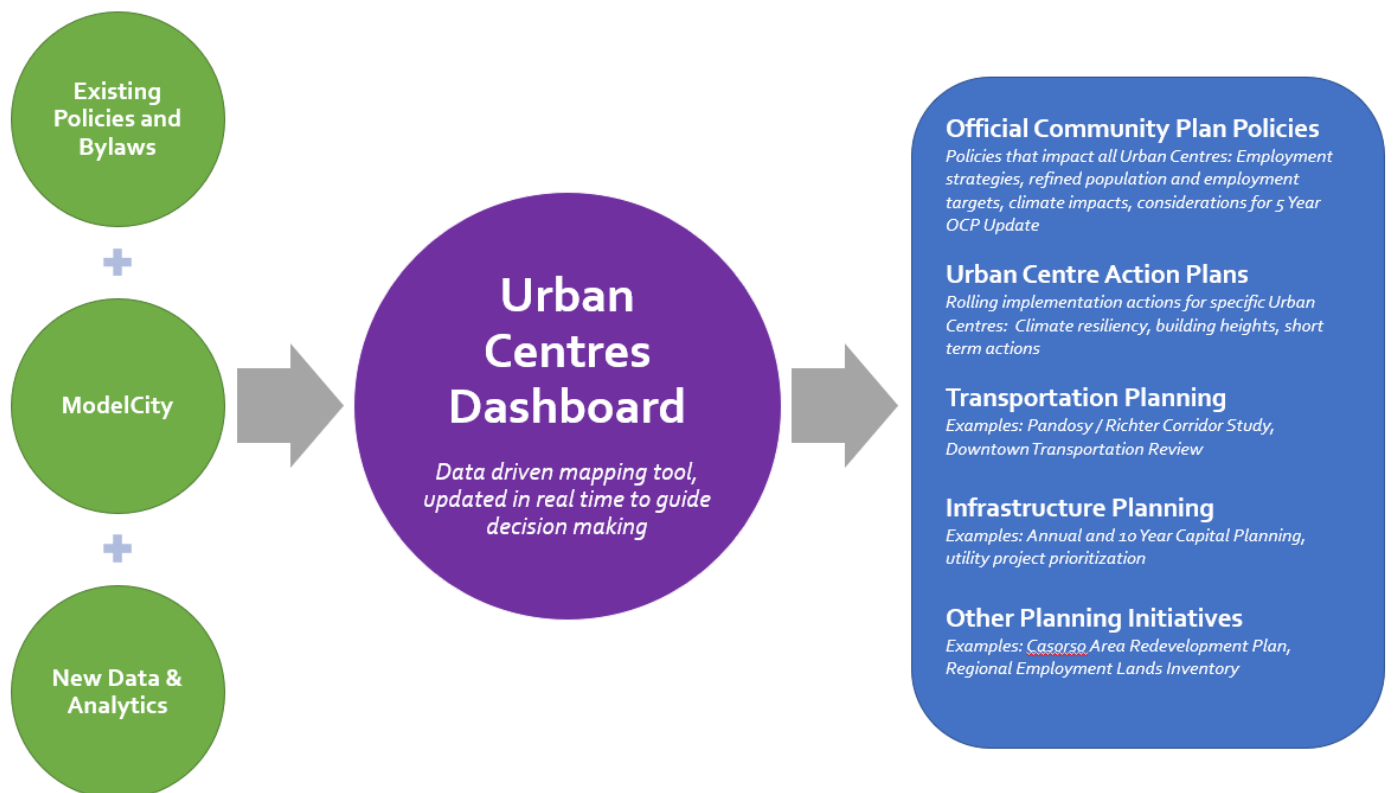 Existing
Policies and
Bylaws
ModelCity
New Data &
Analytics
Urban
Centres
Dashboard
Data driven mapping tool,
updated in real time to guide
decision making
Official Community Plan Policies
Policies that impact all Urban Centres: Employment
strategies, refined population and employment
targets, climate impacts, considerations for 5 Year
OCP Update
Urban Centre Action Plans
Rolling implementation actions for specific Urban
Centres:  Climate resiliency, building heights, short
term actions
Transportation Planning
Examples: Pandosy / Richter Corridor Study,
Downtown Transportation Review
Infrastructure Planning
Examples: Annual and 10 Year Capital Planning,
utility project prioritization
Other Planning Initiatives
Examples: Casorso Area Redevelopment Plan,
Regional Employment Lands Inventory